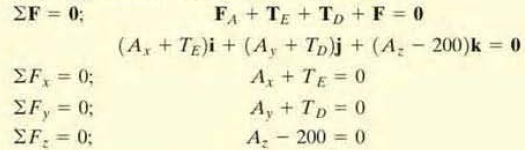 ΣF = 0; F_A + T_E + T_D + F = 0
(A_x + T_E)i + (A_y + T_D)j + (A_z − 200)k = 0
ΣF_x = 0; A_x + T_E = 0
ΣF_y = 0; A_y + T_D = 0
ΣF_z = 0; A_z − 200 = 0